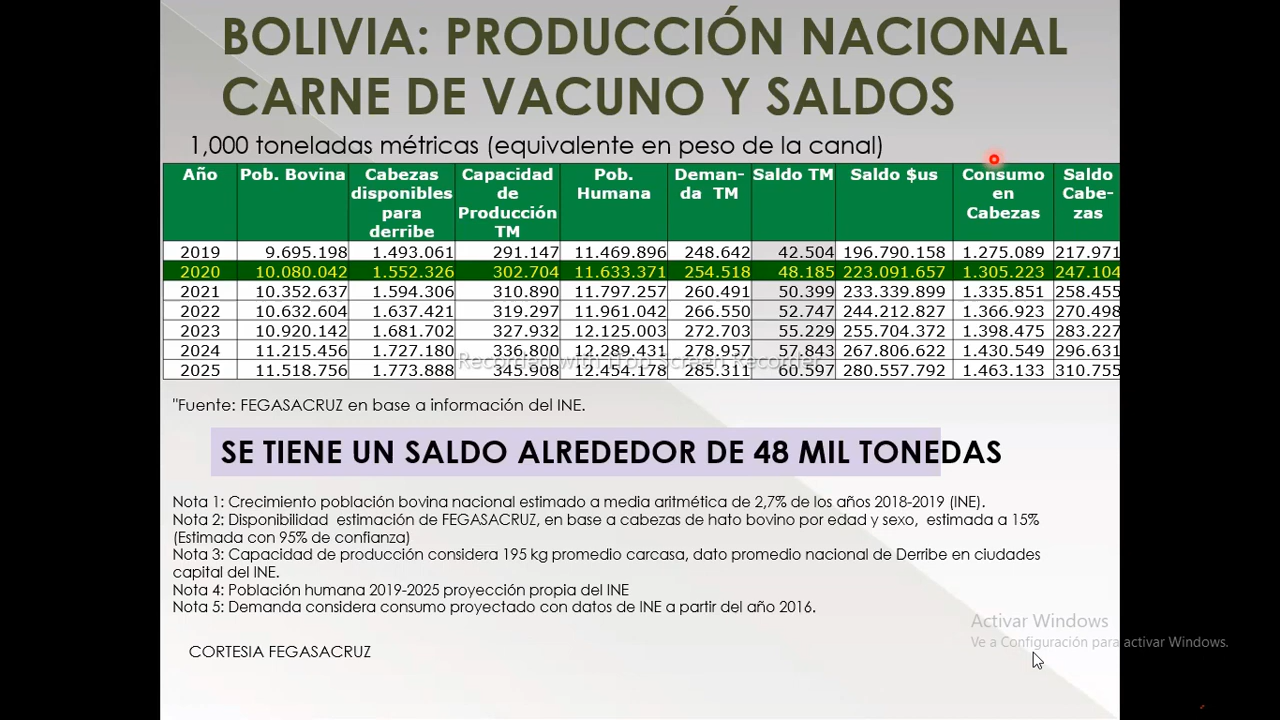 BOLIVIA: PRODUCCIÓN NACIONAL
CARNE DE VACUNO Y SALDOS
1,000 toneladas métricas (equivalente en peso de la canal)
Año Pob. Bovina Cabezas disponibles para derribe Capacidad de Producción TM Pob. Humana Deman-da TM Saldo TM Saldo $us Consumo en Cabezas Saldo Cabe-zas
2019 9.695.198 1.493.061 291.147 11.469.896 248.642 42.504 196.790.158 1.275.089 217.971
2020 10.080.042 1.552.326 302.704 11.633.371 254.518 48.185 223.091.657 1.305.223 247.104
2021 10.352.637 1.594.306 310.890 11.797.257 260.491 50.399 233.339.899 1.335.851 258.455
2022 10.632.604 1.637.421 319.297 11.961.042 266.550 52.747 244.212.827 1.366.923 270.498
2023 10.920.142 1.681.702 327.932 12.125.003 272.703 55.229 255.704.372 1.398.475 283.227
2024 11.215.456 1.727.180 336.800 12.289.431 278.957 57.843 267.806.622 1.430.549 296.631
Recorded with iTop Screen Recorder
2025 11.518.756 1.773.888 345.908 12.454.178 285.311 60.597 280.557.792 1.463.133 310.755
"Fuente: FEGASACRUZ en base a información del INE.
SE TIENE UN SALDO ALREDEDOR DE 48 MIL TONEDAS
Nota 1: Crecimiento población bovina nacional estimado a media aritmética de 2,7% de los años 2018-2019 (INE).
Nota 2: Disponibilidad estimación de FEGASACRUZ, en base a cabezas de hato bovino por edad y sexo, estimada a 15%
(Estimada con 95% de confianza)
Nota 3: Capacidad de producción considera 195 kg promedio carcasa, dato promedio nacional de Derribe en ciudades
capital del INE.
Nota 4: Población humana 2019-2025 proyección propia del INE
Nota 5: Demanda considera consumo proyectado con datos de INE a partir del año 2016.
Activar Windows
Ve a Configuración para activar Windows.
CORTESIA FEGASACRUZ